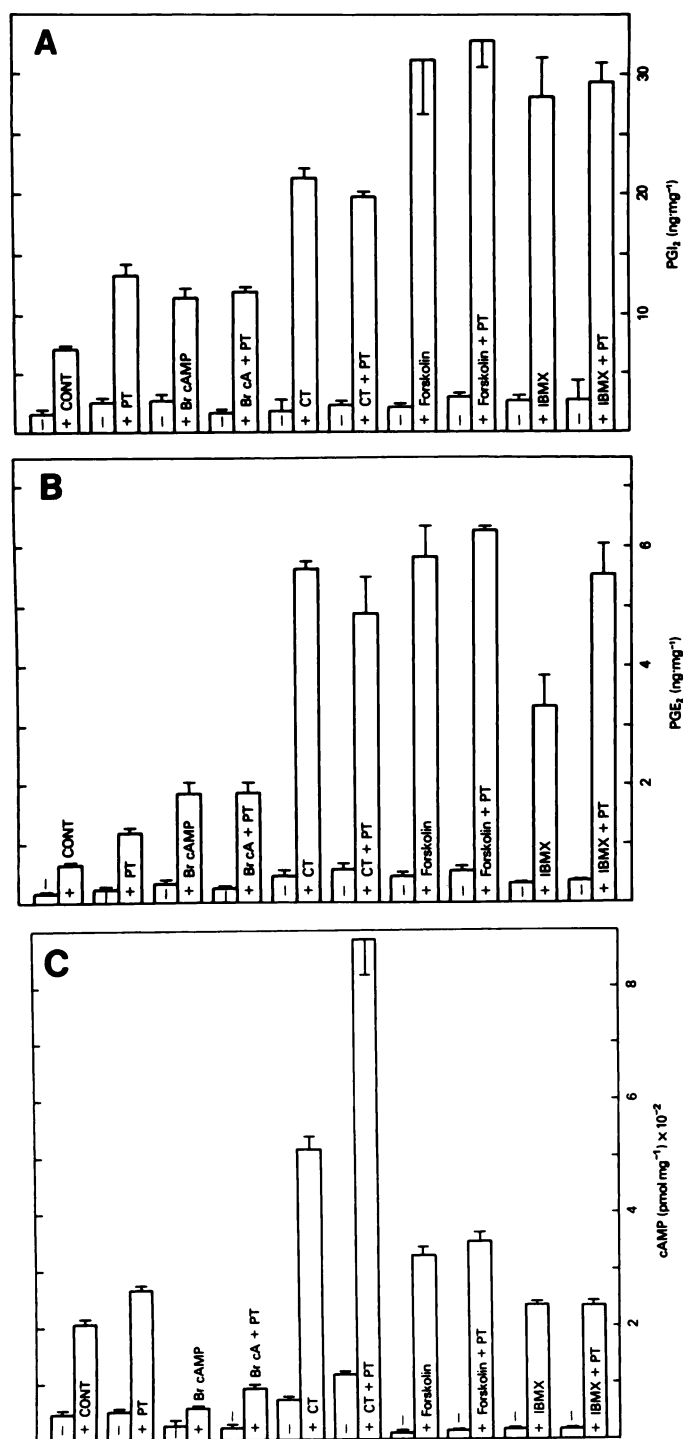 A
−
+ CONT
−
+ PT
−
+ Br cAMP
−
+ Br cA + PT
−
+ CT
−
+ CT + PT
−
+ Forskolin
−
+ Forskolin + PT
−
+ IBMX
−
+ IBMX + PT
10
20
30
PGI₂ (ng·mg⁻¹)
B
−
+ CONT
−
+ PT
−
+ Br cAMP
−
+ Br cA + PT
−
+ CT
−
+ CT + PT
−
+ Forskolin
−
+ Forskolin + PT
−
+ IBMX
−
+ IBMX + PT
2
4
6
PGE₂ (ng·mg⁻¹)
C
−
+ CONT
−
+ PT
−
+ Br cAMP
−
+ Br cA + PT
−
+ CT
−
+ CT + PT
−
+ Forskolin
−
+ Forskolin + PT
−
+ IBMX
−
+ IBMX + PT
2
4
6
8
cAMP (pmol mg⁻¹) x 10⁻²